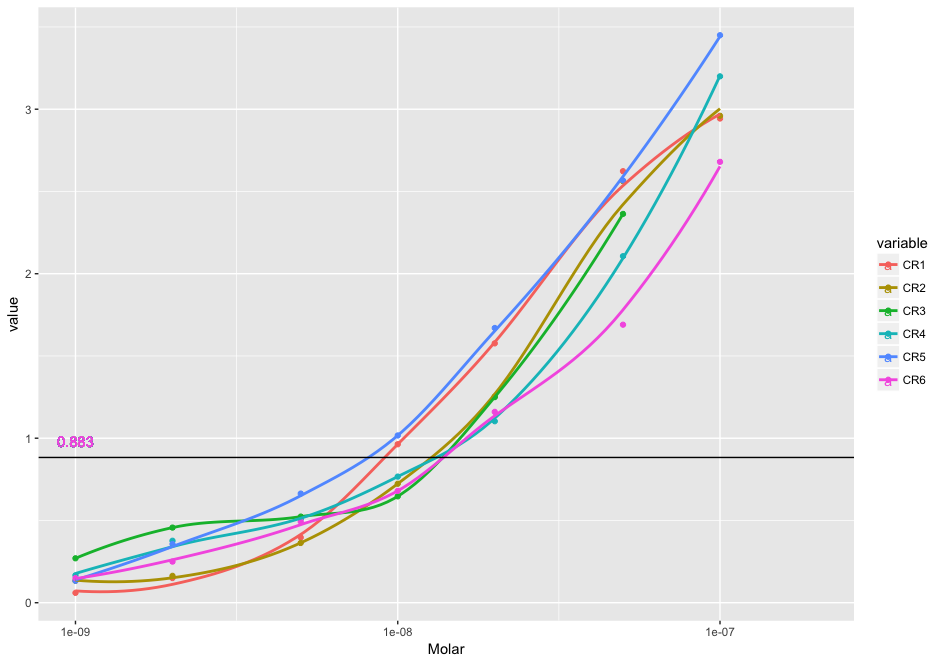 3
2
1
0
value
0.883
1e-09
1e-08
1e-07
Molar
variable
CR1
CR2
CR3
CR4
CR5
CR6